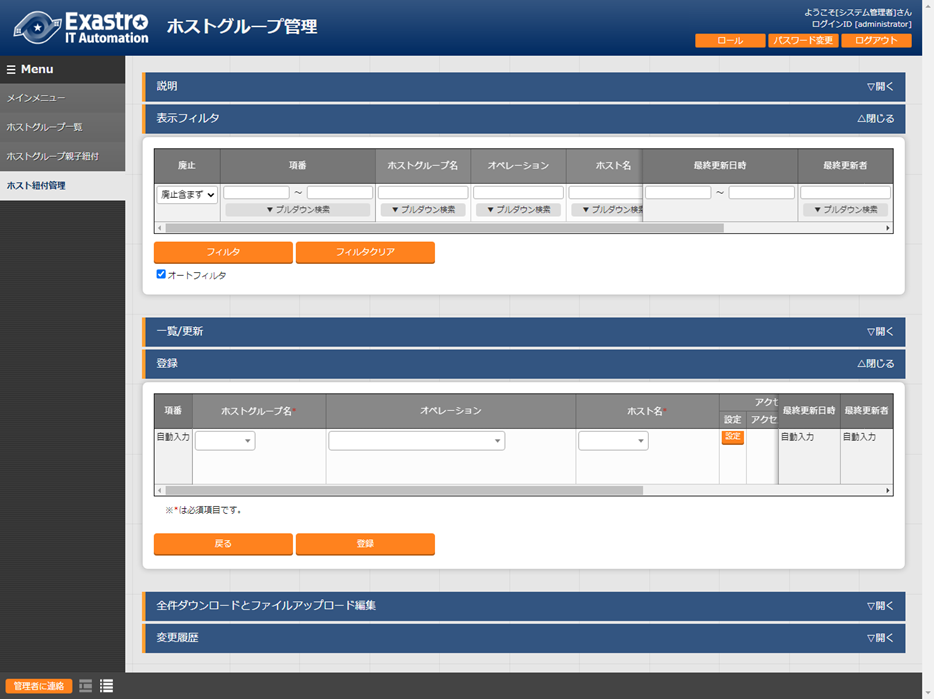 Exastro
IT Automation
ホストグループ管理
ようこそ[システム管理者]さん
ログインID [administrator]
ロール パスワード変更 ログアウト
Menu
メインメニュー
ホストグループ一覧
ホストグループ親子紐付
ホスト紐付管理
説明 ▽開く
表示フィルタ △閉じる
廃止 項番 ホストグループ名 オペレーション ホスト名 最終更新日時 最終更新者
廃止含まず ～ ～
▼プルダウン検索 ▼プルダウン検索 ▼プルダウン検索 ▼プルダウン検索 ▼プルダウン検索
フィルタ フィルタクリア
オートフィルタ
一覧/更新 ▽開く
登録 △閉じる
項番 ホストグループ名* オペレーション ホスト名* アクセ 最終更新日時 最終更新者
設定 アクセ
自動入力 設定 自動入力 自動入力
※*は必須項目です。
戻る 登録
全件ダウンロードとファイルアップロード編集 ▽開く
変更履歴 ▽開く
管理者に連絡